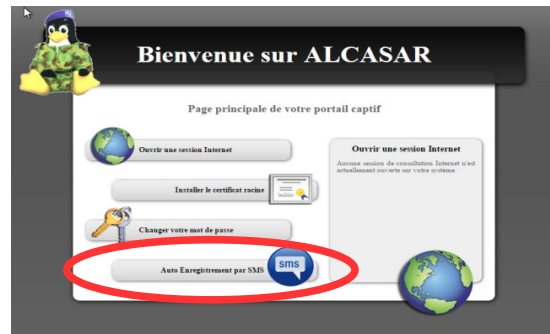 Bienvenue sur ALCASAR
Page principale de votre portail captif
Ouvrir une session Internet
Installer le certificat racine
Changer votre mot de passe
Auto Enregistrement par SMS
sms
Ouvrir une session Internet
Aucune session de consultation Internet n'est
actuellement ouverte sur votre système.